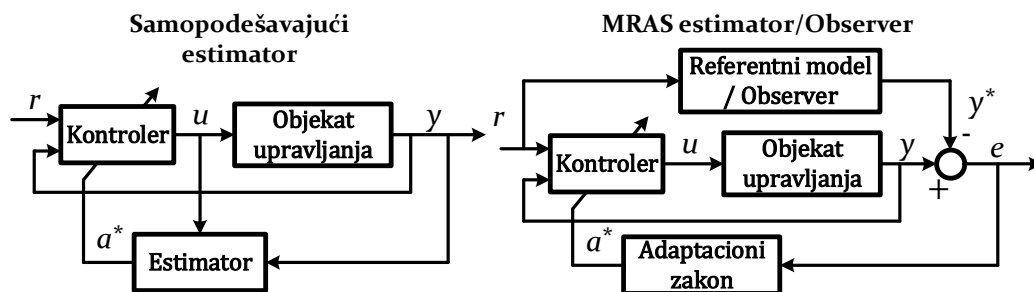 Samopodešavajući
estimator
r
Kontroler
u
Objekat
upravljanja
y
a*
Estimator
MRAS estimator/Observer
Referentni model
/ Observer
y*
r
Kontroler
u
Objekat
upravljanja
y
-
+
e
a*
Adaptacioni
zakon